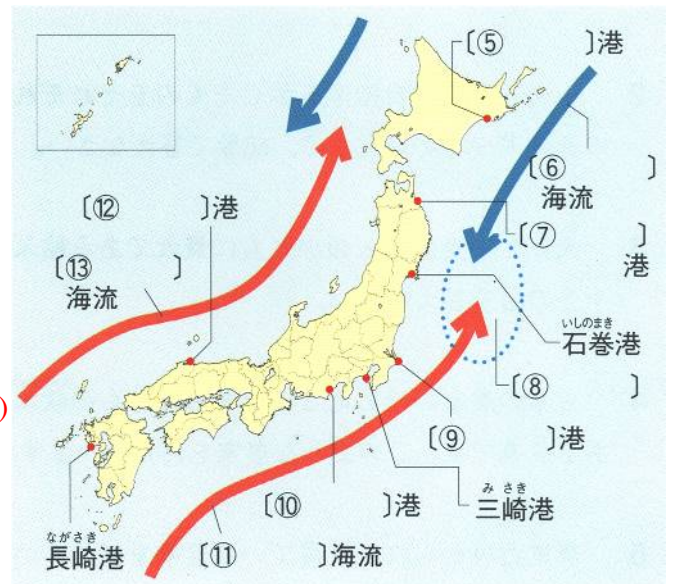 〔⑤　　　〕港
〔⑥　　　〕
海流
〔⑫　　　〕港
〔⑦　　　〕
港
〔⑬　　　〕
海流
いしのまき
石巻港
〔⑧　　　〕
)
〔⑨　　　〕港
〔⑩　　　〕港
みさき
三崎港
ながさき
長崎港
〔⑪　　　〕海流